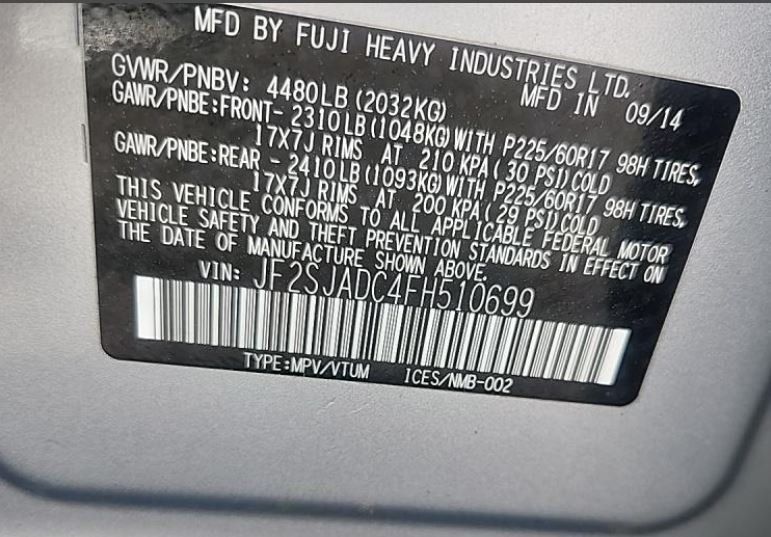 MFD BY FUJI HEAVY INDUSTRIES LTD.
GVWR/PNBV: 4480LB (2032KG) MFD IN 09/14
GAWR/PNBE:FRONT- 2310LB(1048KG)WITH P225/60R17 98H TIRES,
17X7J RIMS AT 210 KPA( 30 PSI)COLD
GAWR/PNBE:REAR - 2410LB(1093KG)WITH P225/60R17 98H TIRES,
17X7J RIMS AT 200 KPA( 29 PSI)COLD
THIS VEHICLE CONFORMS TO ALL APPLICABLE FEDERAL MOTOR
VEHICLE SAFETY AND THEFT PREVENTION STANDARDS IN EFFECT ON
THE DATE OF MANUFACTURE SHOWN ABOVE.
VIN: JF2SJADC4FH510699
TYPE:MPV/VTUM ICES/NMB-002